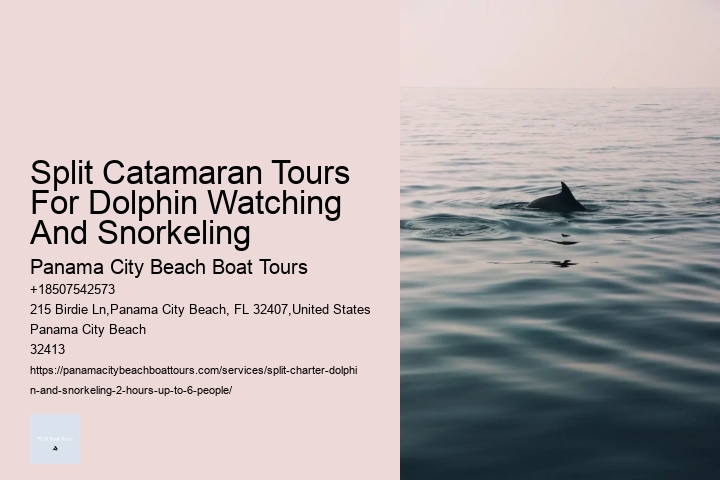 Split Catamaran Tours
For Dolphin Watching
And Snorkeling
Panama City Beach Boat Tours
+18507542573
215 Birdie Ln,Panama City Beach, FL 32407,United States
Panama City Beach
32413
https://panamacitybeachboattours.com/services/split-charter-dolphi
n-and-snorkeling-2-hours-up-to-6-people/